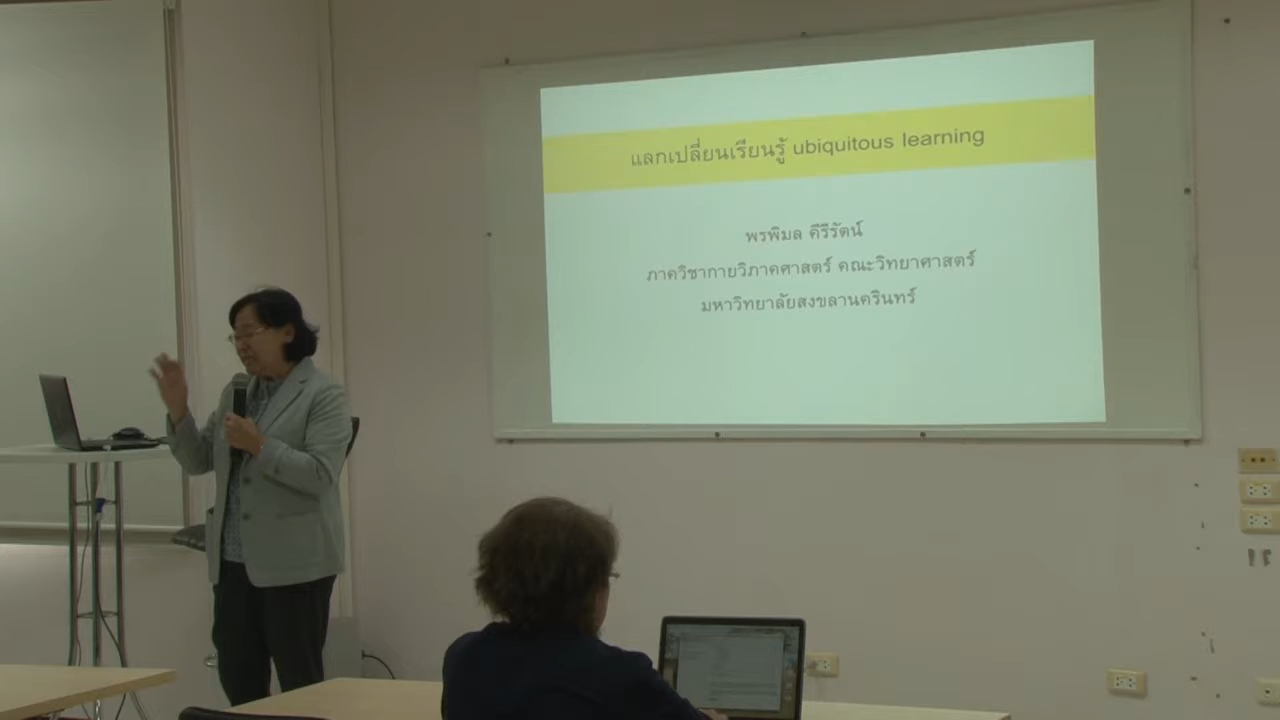 แลกเปลี่ยนเรียนรู้ ubiquitous learning
พรพิมล คีรีรัตน์
ภาควิชากายวิภาคศาสตร์ คณะวิทยาศาสตร์
มหาวิทยาลัยสงขลานครินทร์